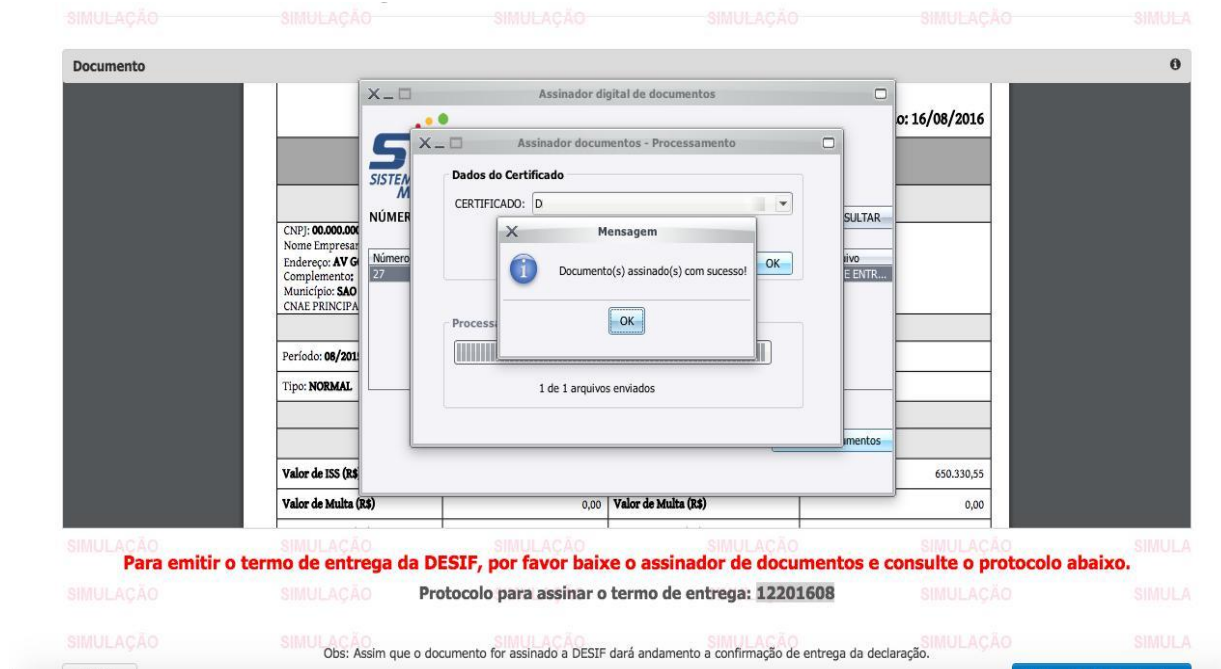 SIMULAÇÃO SIMULAÇÃO SIMULAÇÃO SIMULAÇÃO SIMULAÇÃO SIMULA
Documento
Assinador digital de documentos
o: 16/08/2016
Assinador documentos - Processamento
SISTEM
M
Dados do Certificado
CERTIFICADO: D
NÚMER
SULTAR
CNPJ: 00.000.000
Mensagem
Nome Empresar
Endereço: AV G
Número
Documento(s) assinado(s) com sucesso!
OK
ivo
Complemento:
27
E ENTR...
Município: SAO
CNAE PRINCIPA
Process
OK
Período: 08/201
Tipo: NORMAL
1 de 1 arquivos enviados
umentos
Valor de ISS (R$
650.330,55
Valor de Multa (R$) 0,00 Valor de Multa (R$) 0,00
SIMULAÇÃO SIMULAÇÃO SIMULAÇÃO SIMULAÇÃO SIMULAÇÃO SIMULA
Para emitir o termo de entrega da DESIF, por favor baixe o assinador de documentos e consulte o protocolo abaixo.
SIMULAÇÃO SIMULAÇÃO SIMULAÇÃO SIMULA
Protocolo para assinar o termo de entrega: 12201608
SIMULAÇÃO SIMULAÇÃO SIMULAÇÃO SIMULAÇÃO SIMULAÇÃO SIMULA
Obs: Assim que o documento for assinado a DESIF dará andamento a confirmação de entrega da declaração.